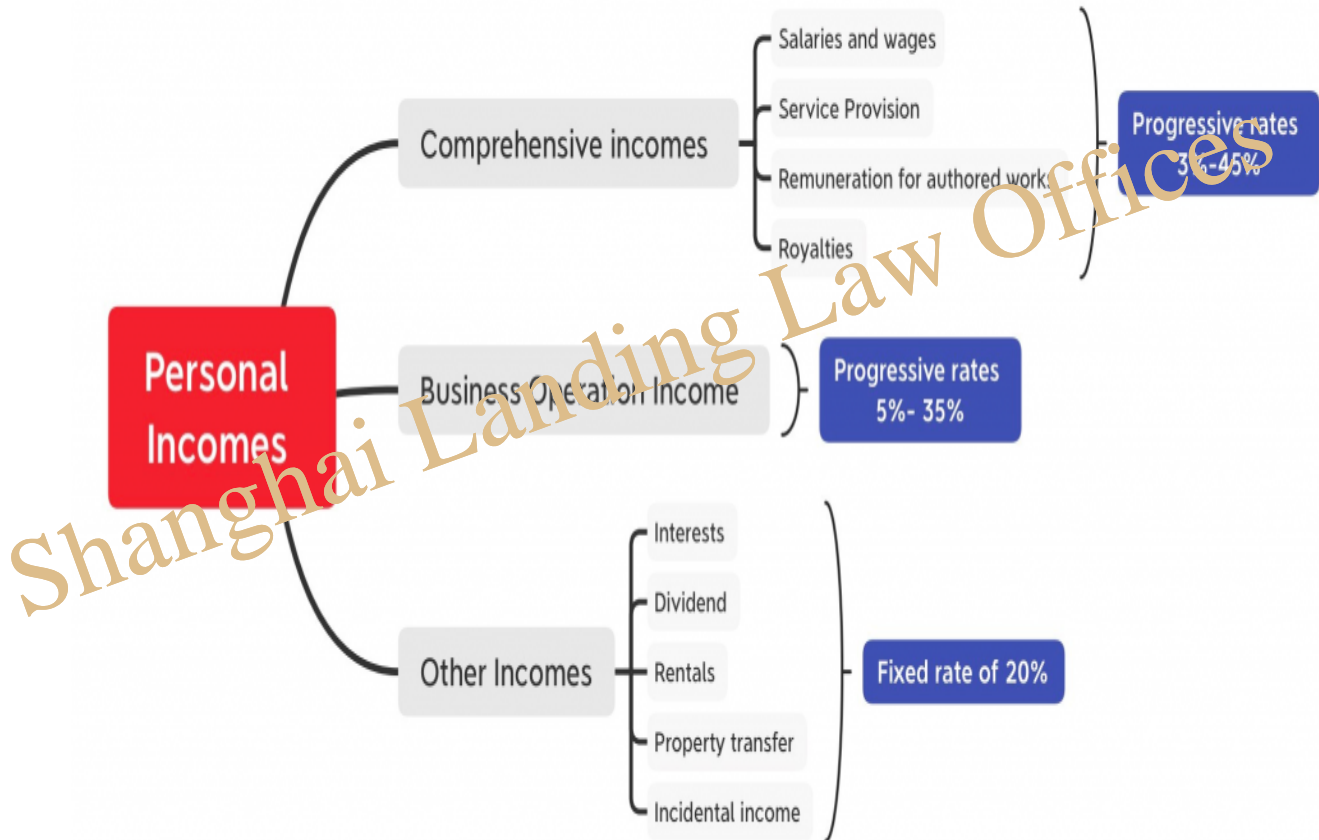 Salaries and wages
Service Provision
Comprehensive incomes
Remuneration for authored works
Royalties
Progressive rates
3%-45%
Personal
Incomes
Business Operation Income
Progressive rates
5%- 35%
Other Incomes
Interests
Dividend
Rentals
Property transfer
Incidental income
Fixed rate of 20%
Shanghai Landing Law Offices